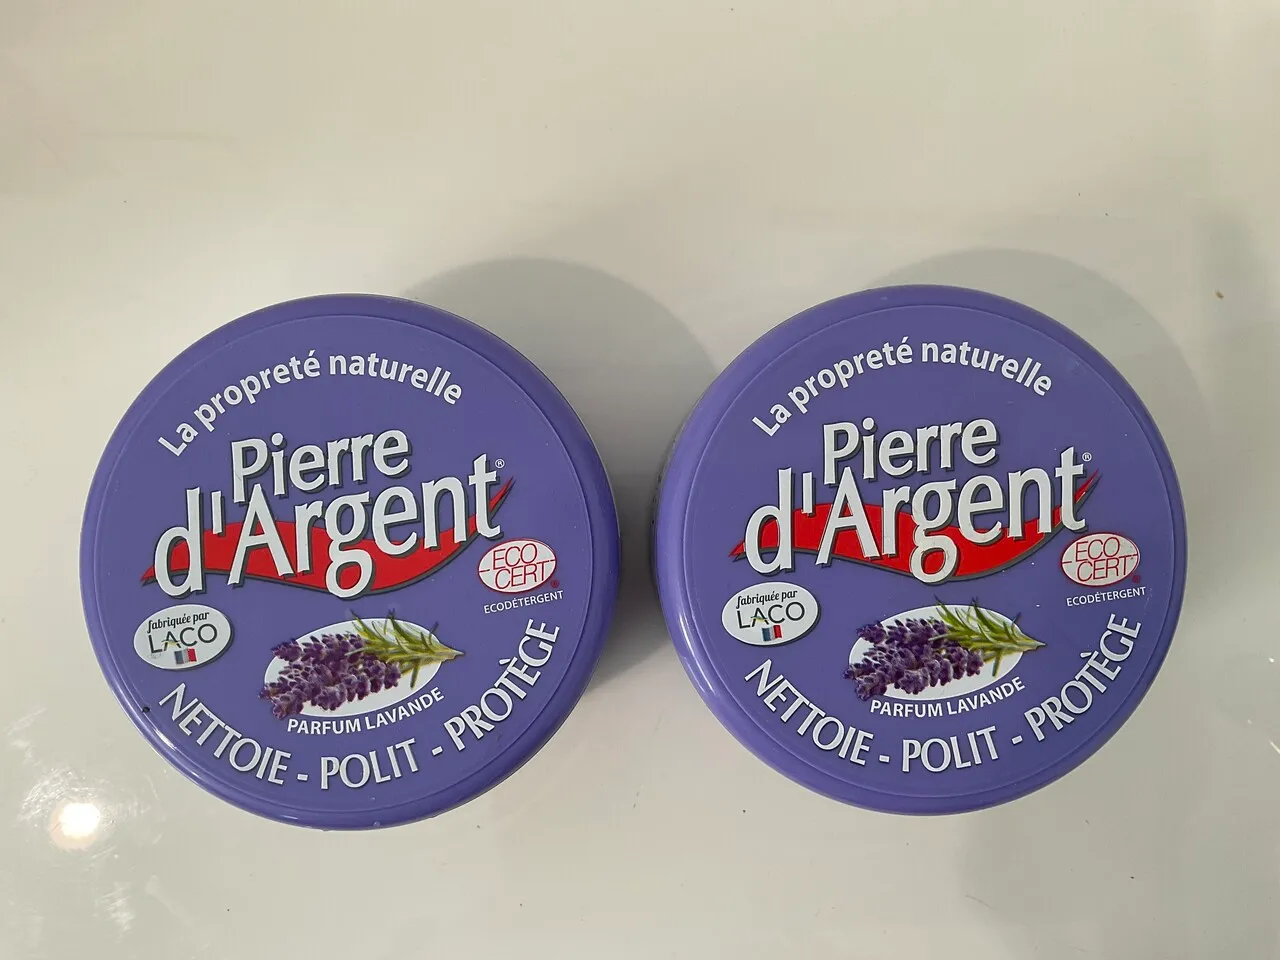 La propreté naturelle
Pierre
d'Argent®
ECO
CERT®
ECODÉTERGENT
fabriquée par
LACO
PARFUM LAVANDE
NETTOIE - POLIT - PROTÈGE
La propreté naturelle
Pierre
d'Argent®
ECO
CERT®
ECODÉTERGENT
fabriquée par
LACO
PARFUM LAVANDE
NETTOIE - POLIT - PROTÈGE